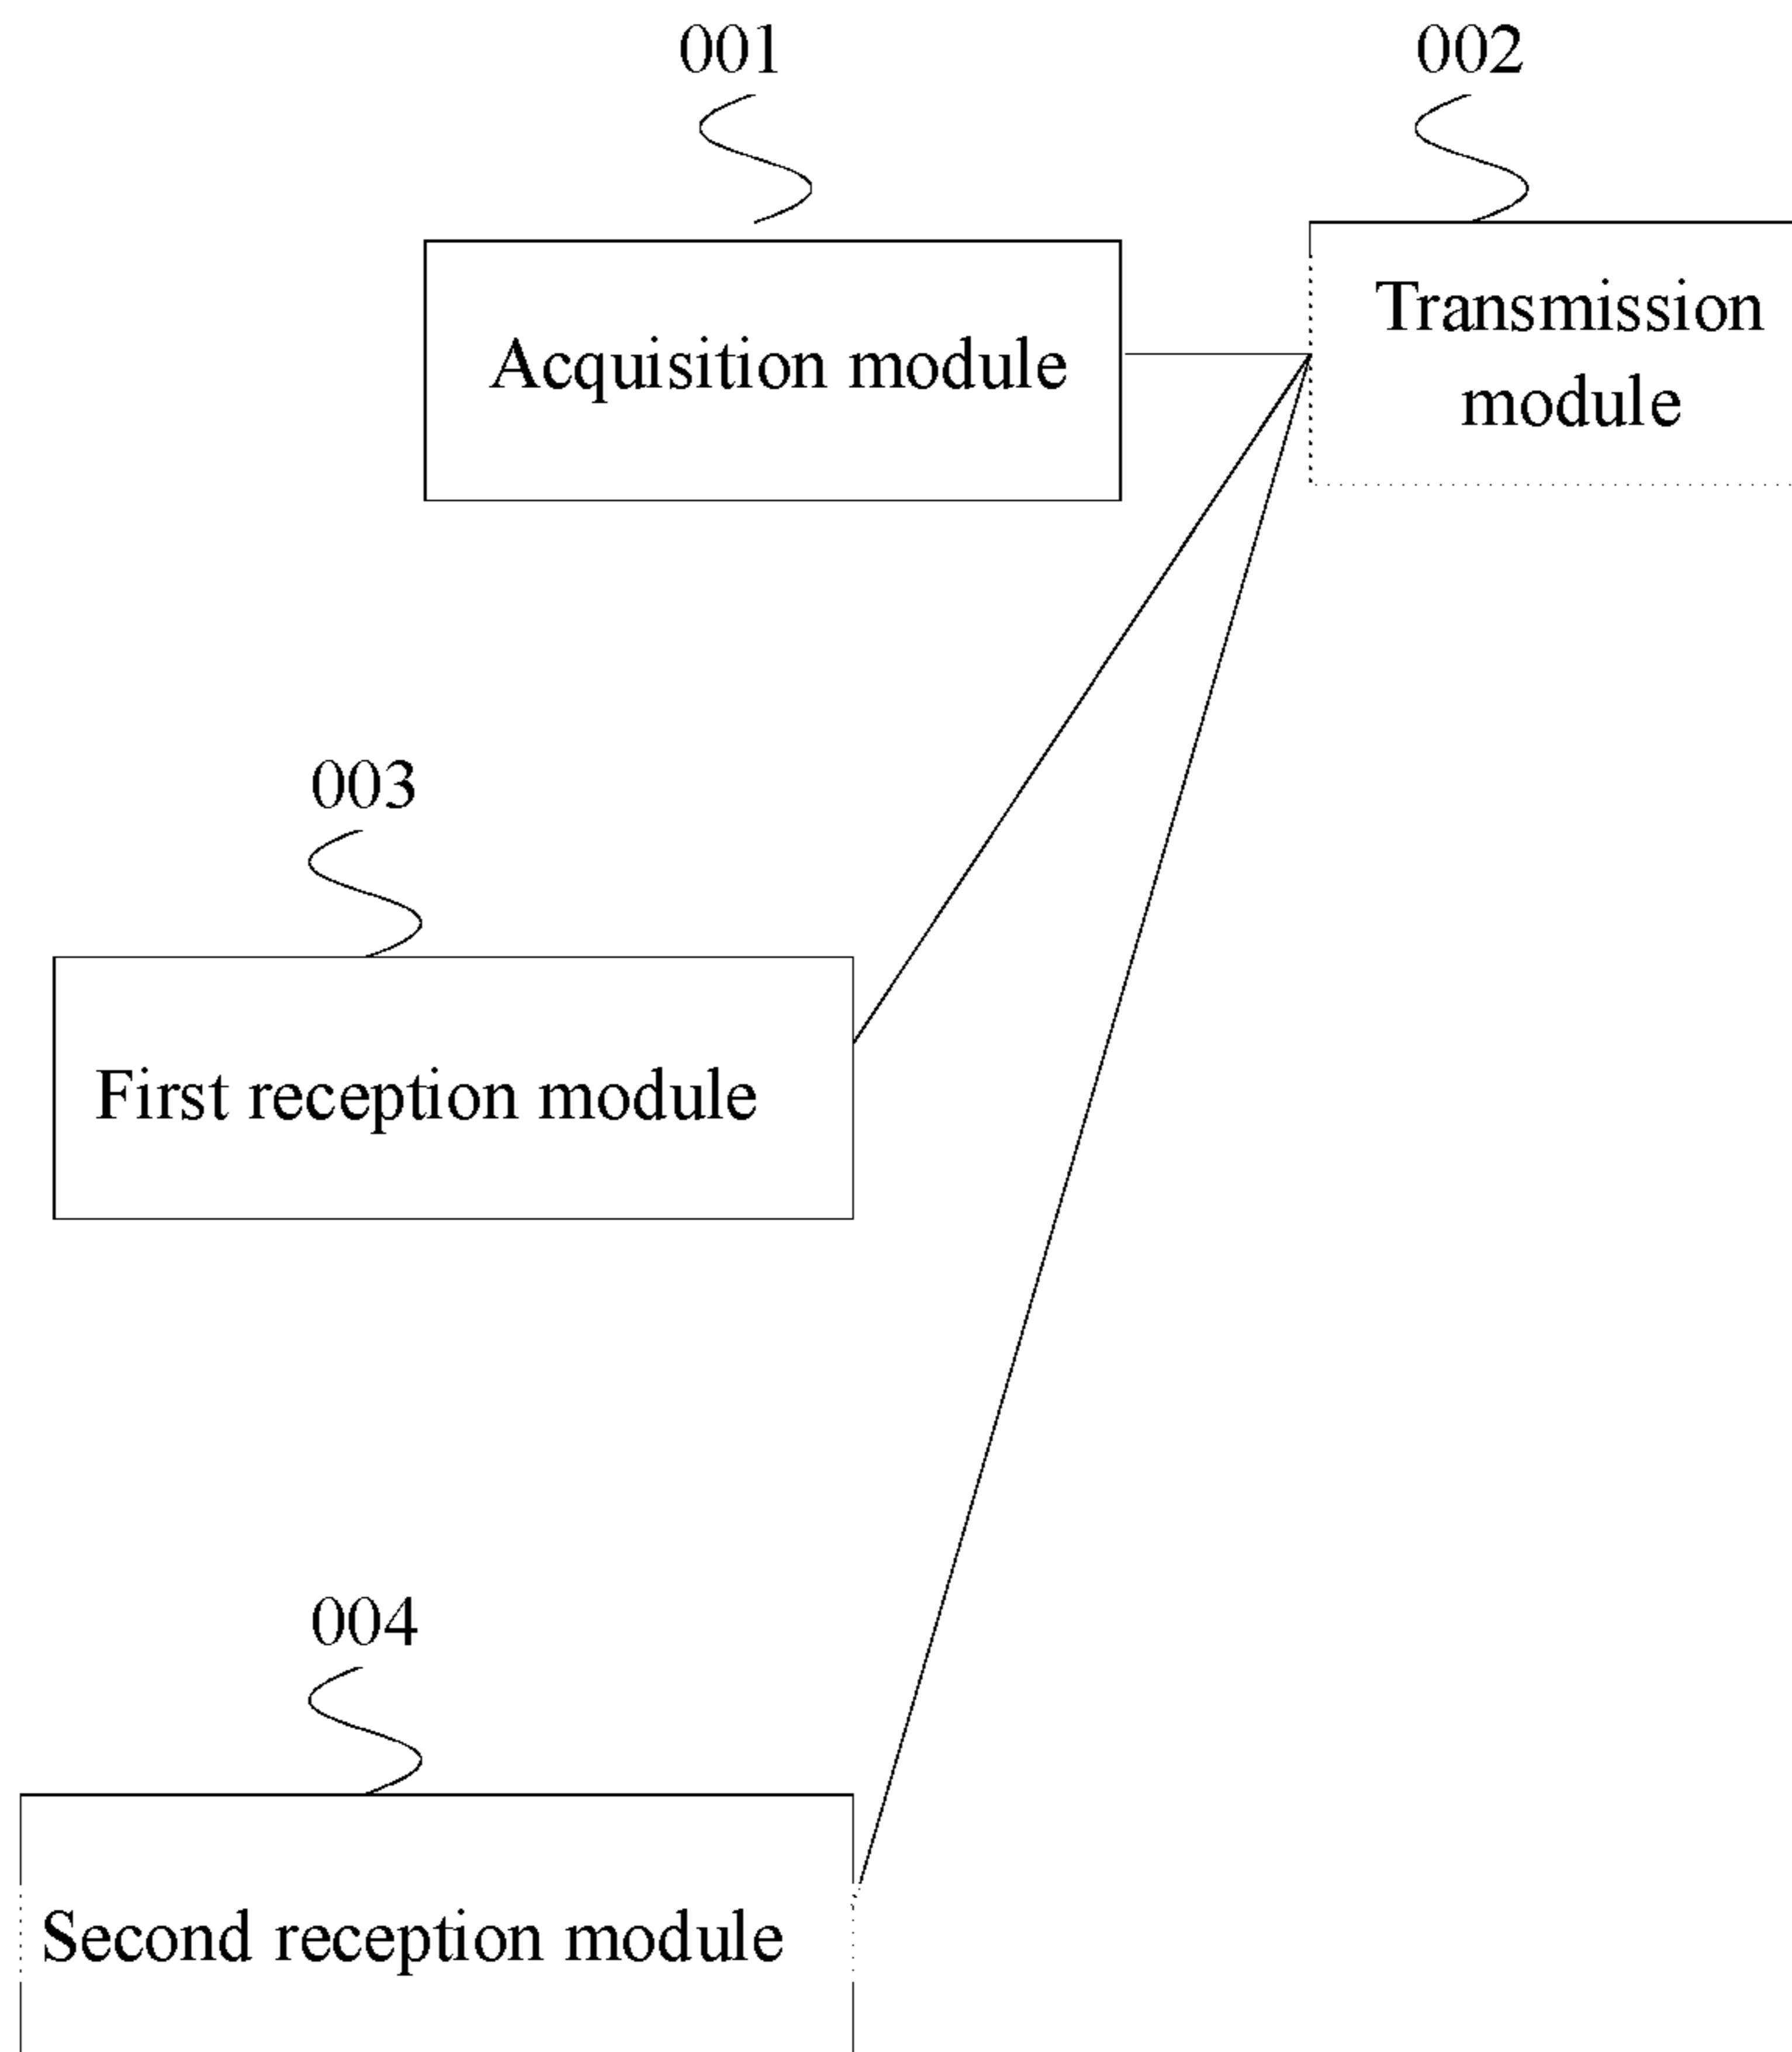 001
002
Acquisition module
Transmission
module
003
First reception module
004
Second reception module